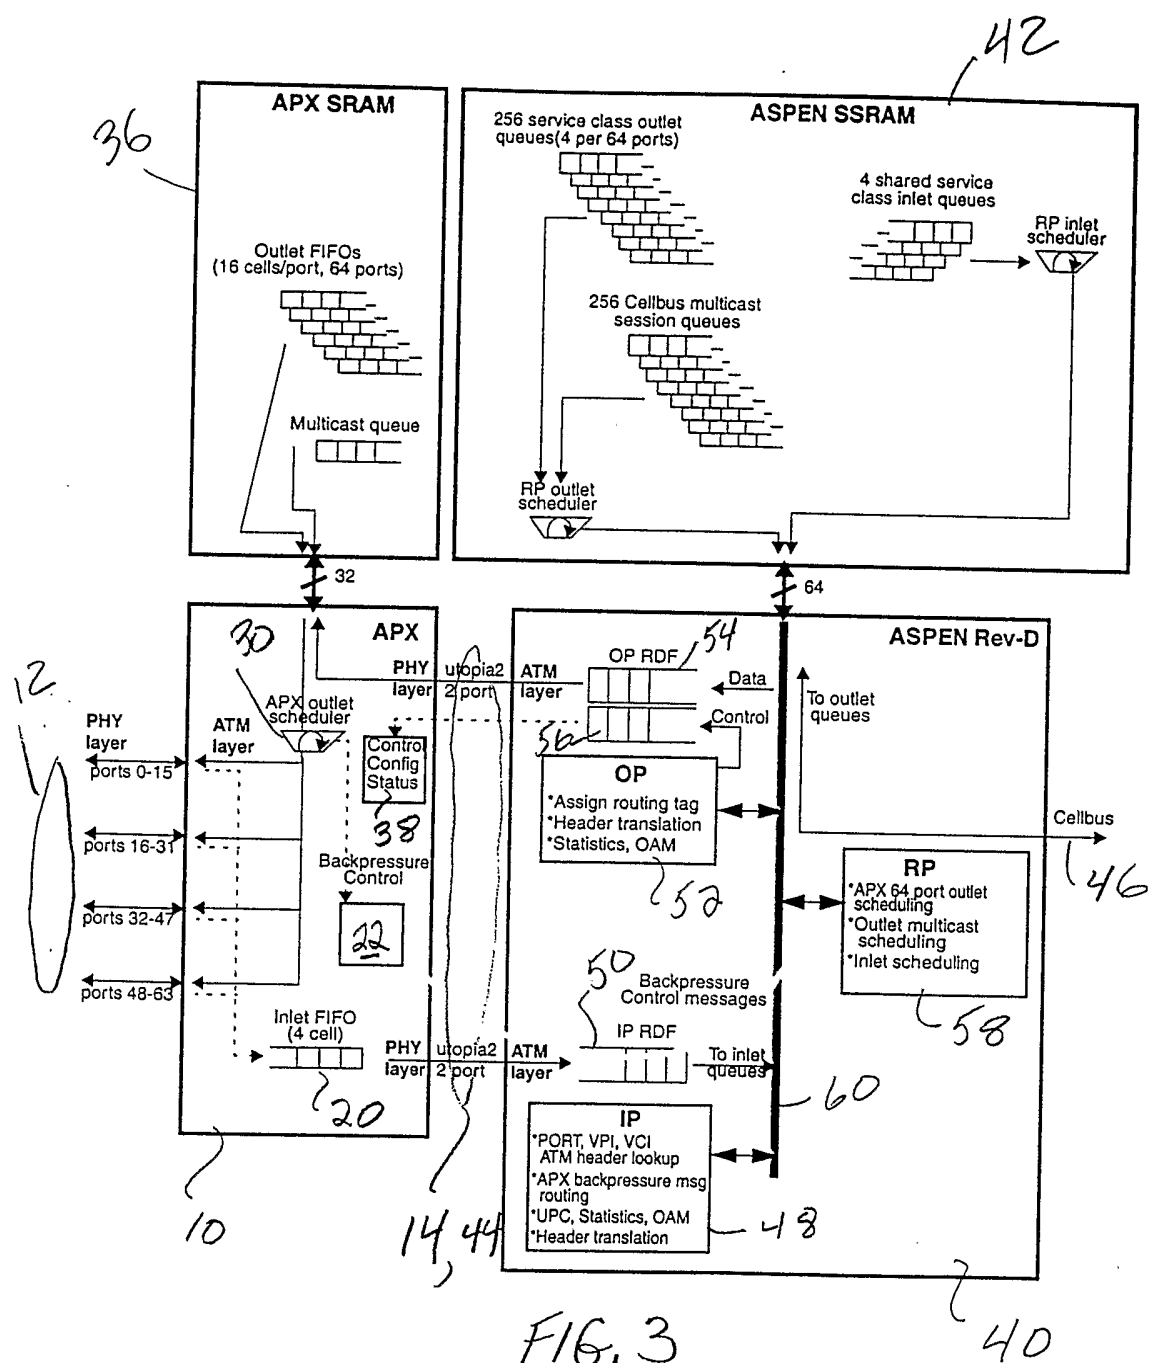 42
APX SRAM
ASPEN SSRAM
36
256 service class outlet
queues(4 per 64 ports)
4 shared service
class inlet queues
RP inlet
scheduler
Outlet FIFOs
(16 cells/port, 64 ports)
256 Cellbus multicast
session queues
Multicast queue
RP outlet
scheduler
32
64
30
APX
54
ASPEN Rev-D
OP RDF
PHY
layer
utopia2
2 port
ATM
layer
Data
To outlet
queues
12
APX outlet
scheduler
Control
PHY
layer
ATM
layer
56
Control
Config
Status
38
ports 0-15
OP
*Assign routing tag
*Header translation
*Statistics, OAM
52
Cellbus
46
ports 16-31
Backpressure
Control
RP
*APX 64 port outlet
scheduling
*Outlet multicast
scheduling
*Inlet scheduling
58
ports 32-47
22
ports 48-63
50
Backpressure
Control messages
Inlet FIFO
(4 cell)
IP RDF
PHY
layer
utopia2
2 port
ATM
layer
To inlet
queues
20
60
IP
*PORT, VPI, VCI
ATM header lookup
*APX backpressure msg
routing
*UPC, Statistics, OAM
*Header translation
48
10
14, 44
40
FIG. 3